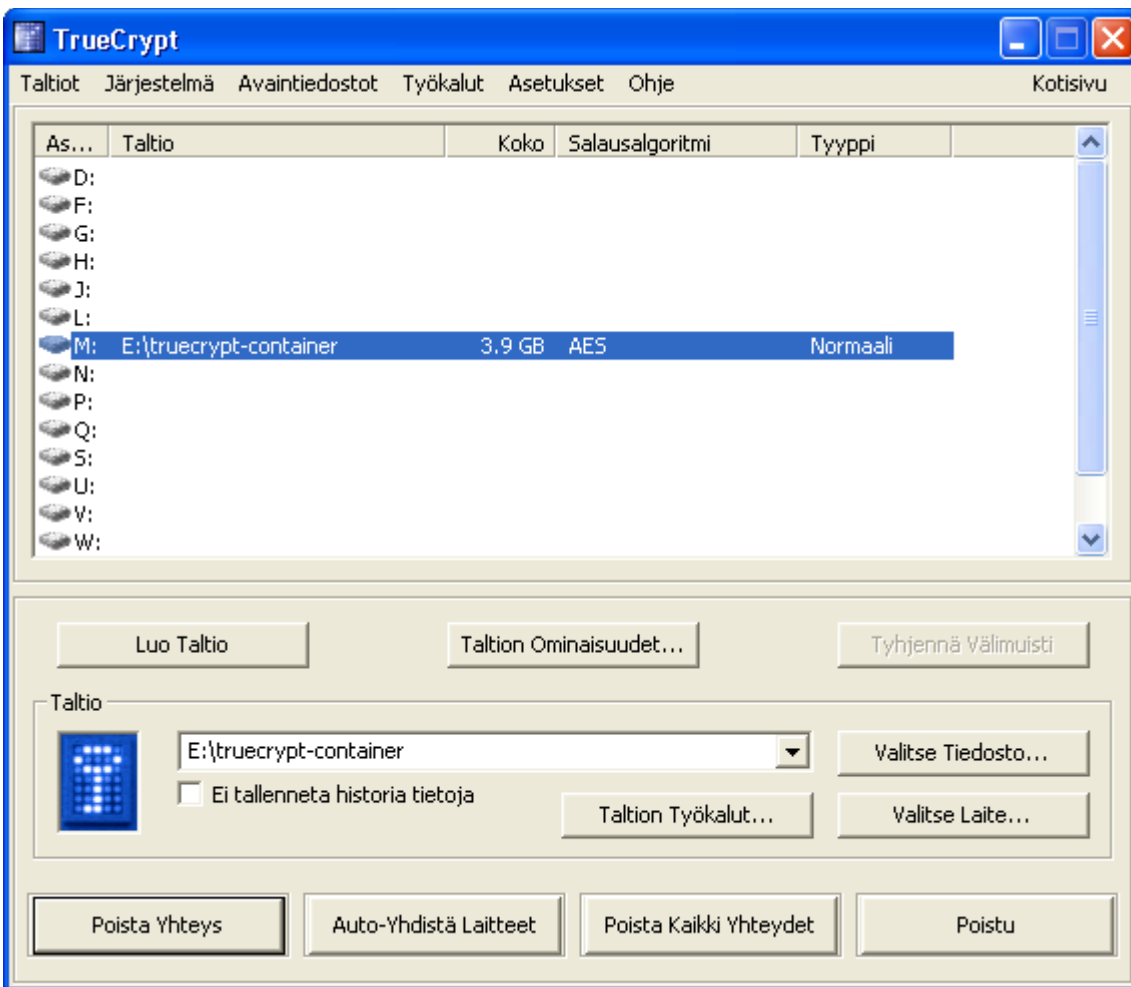 TrueCrypt
Taltiot Järjestelmä Avaintiedostot Työkalut Asetukset Ohje Kotisivu
As... Taltio Koko Salausalgoritmi Tyyppi
D:
F:
G:
H:
J:
L:
M: E:\truecrypt-container 3.9 GB AES Normaali
N:
P:
Q:
S:
U:
V:
W:
Luo Taltio Taltion Ominaisuudet... Tyhjennä Välimuisti
Taltio
E:\truecrypt-container Valitse Tiedosto...
Ei tallenneta historia tietoja
Taltion Työkalut... Valitse Laite...
Poista Yhteys Auto-Yhdistä Laitteet Poista Kaikki Yhteydet Poistu